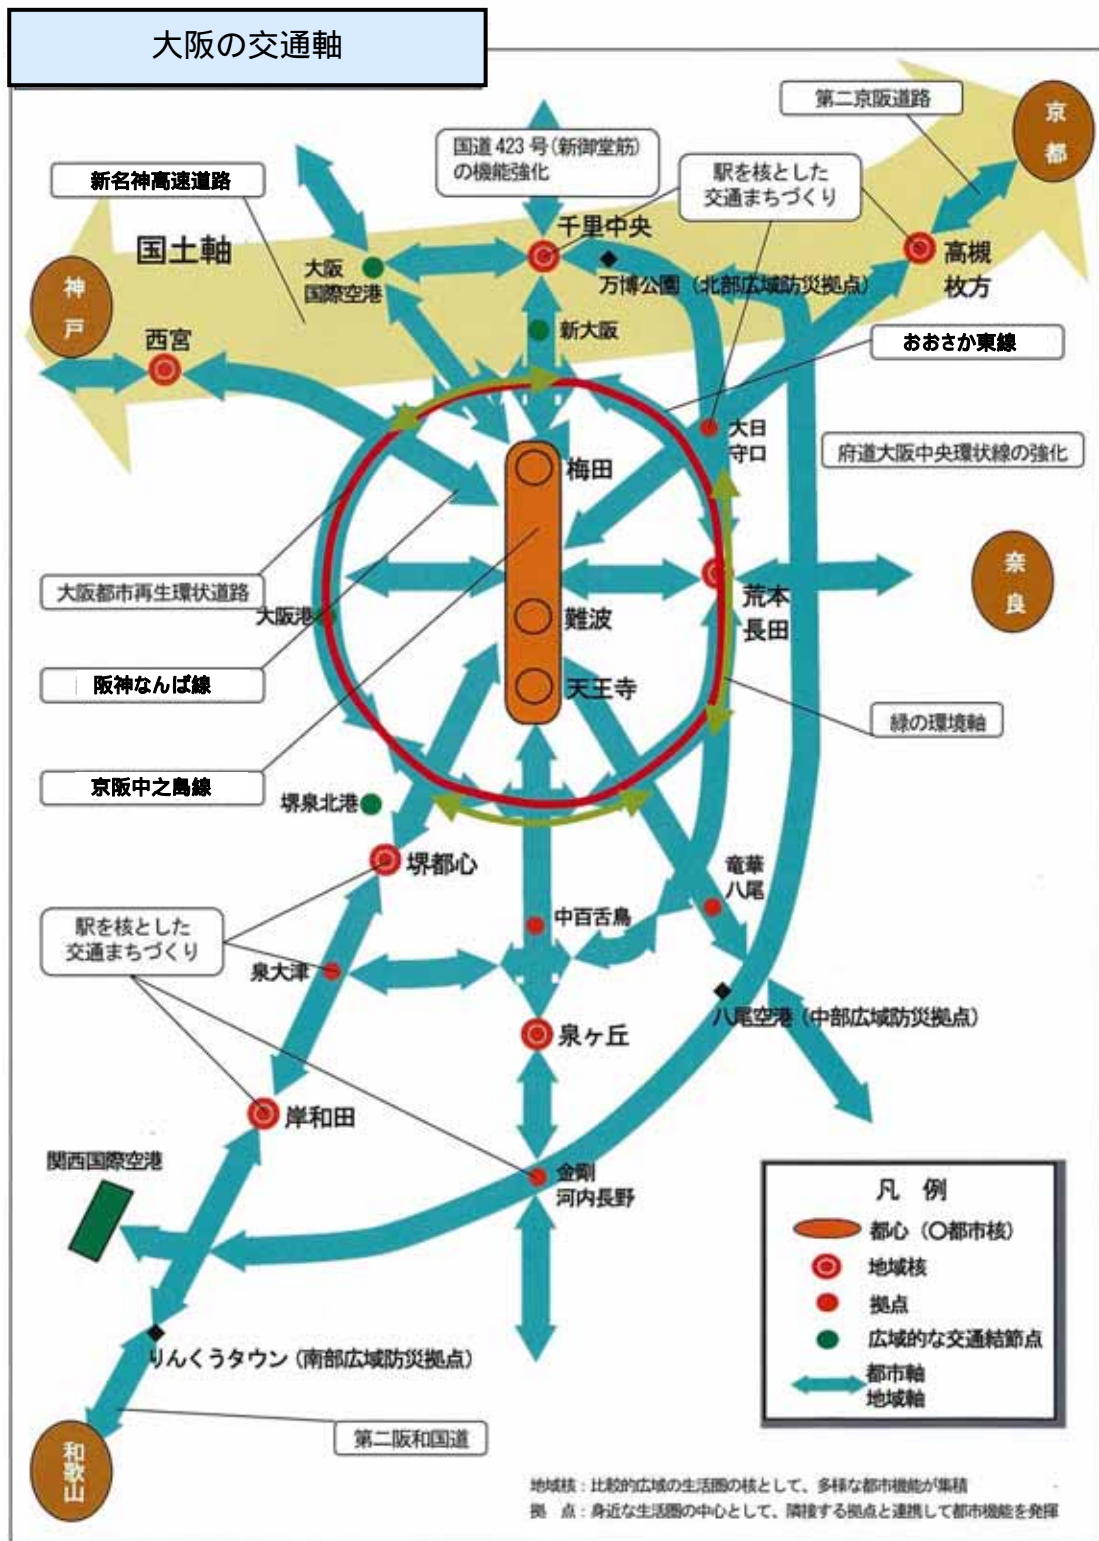 大阪の交通軸
第二京阪道路
京都
国道423号(新御堂筋)
の機能強化
駅を核とした
交通まちづくり
新名神高速道路
国土軸
千里中央
大阪
国際空港
高槻
枚方
万博公園（北部広域防災拠点）
神戸
西宮
新大阪
おおさか東線
大日
守口
府道大阪中央環状線の強化
梅田
奈良
大阪都市再生環状道路
大阪港
荒本
長田
難波
阪神なんば線
天王寺
緑の環境軸
京阪中之島線
堺泉北港
堺都心
竜華
八尾
駅を核とした
交通まちづくり
中百舌鳥
泉大津
八尾空港（中部広域防災拠点）
泉ヶ丘
岸和田
関西国際空港
金剛
河内長野
凡例
都心（○都市核）
地域核
拠点
広域的な交通結節点
都市軸
地域軸
りんくうタウン（南部広域防災拠点）
第二阪和国道
和歌山
地域核：比較的広域の生活圏の核として、多様な都市機能が集積
拠　点：身近な生活圏の中心として、隣接する拠点と連携して都市機能を発揮